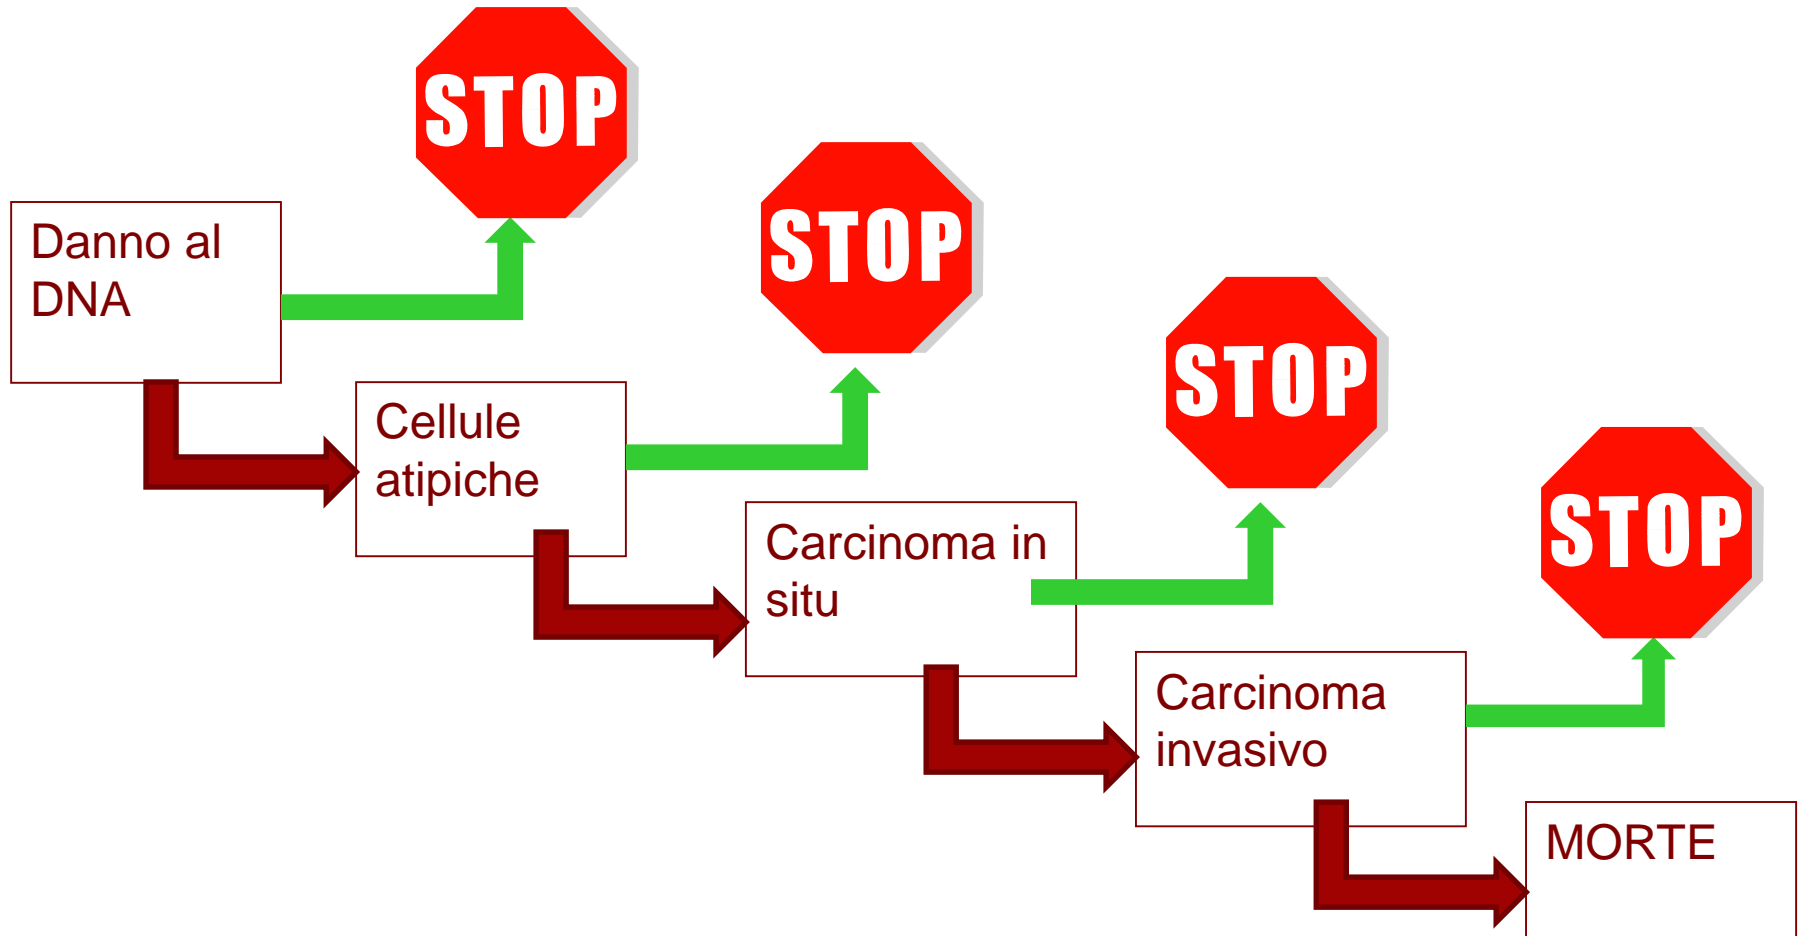 STOP
STOP
Danno al
DNA
STOP
Cellule
atipiche
STOP
Carcinoma in
situ
Carcinoma
invasivo
MORTE